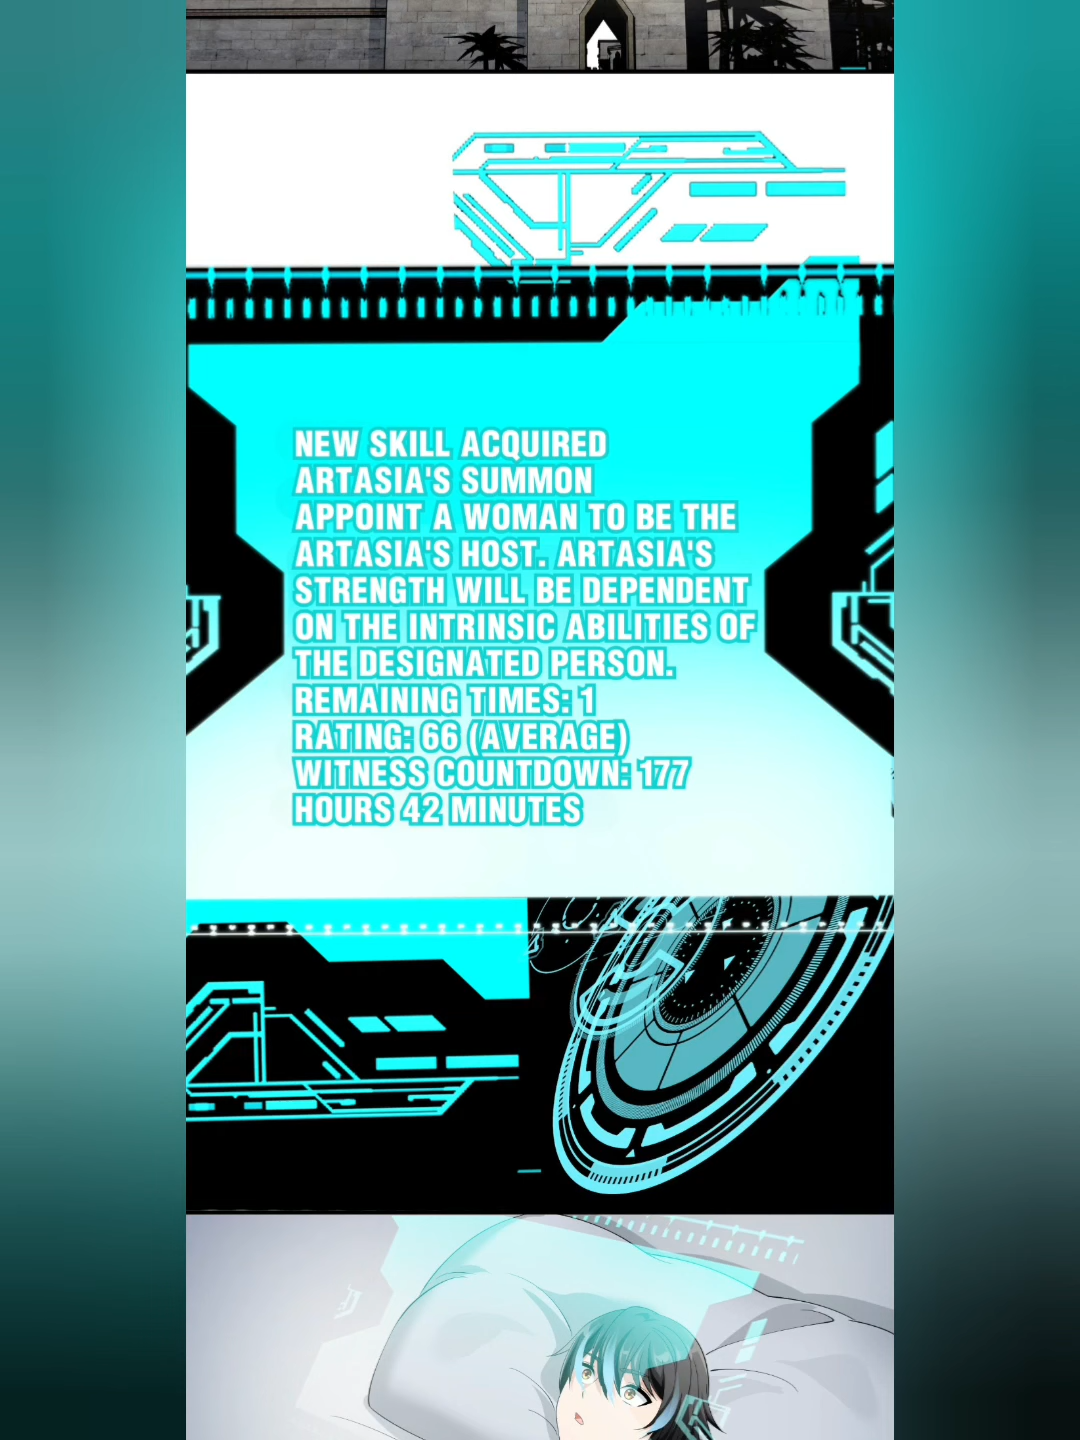 NEW SKILL ACQUIRED
ARTASIA'S SUMMON
APPOINT A WOMAN TO BE THE
ARTASIA'S HOST. ARTASIA'S
STRENGTH WILL BE DEPENDENT
ON THE INTRINSIC ABILITIES OF
THE DESIGNATED PERSON.
REMAINING TIMES: 1
RATING: 66 (AVERAGE)
WITNESS COUNTDOWN: 177
HOURS 42 MINUTES